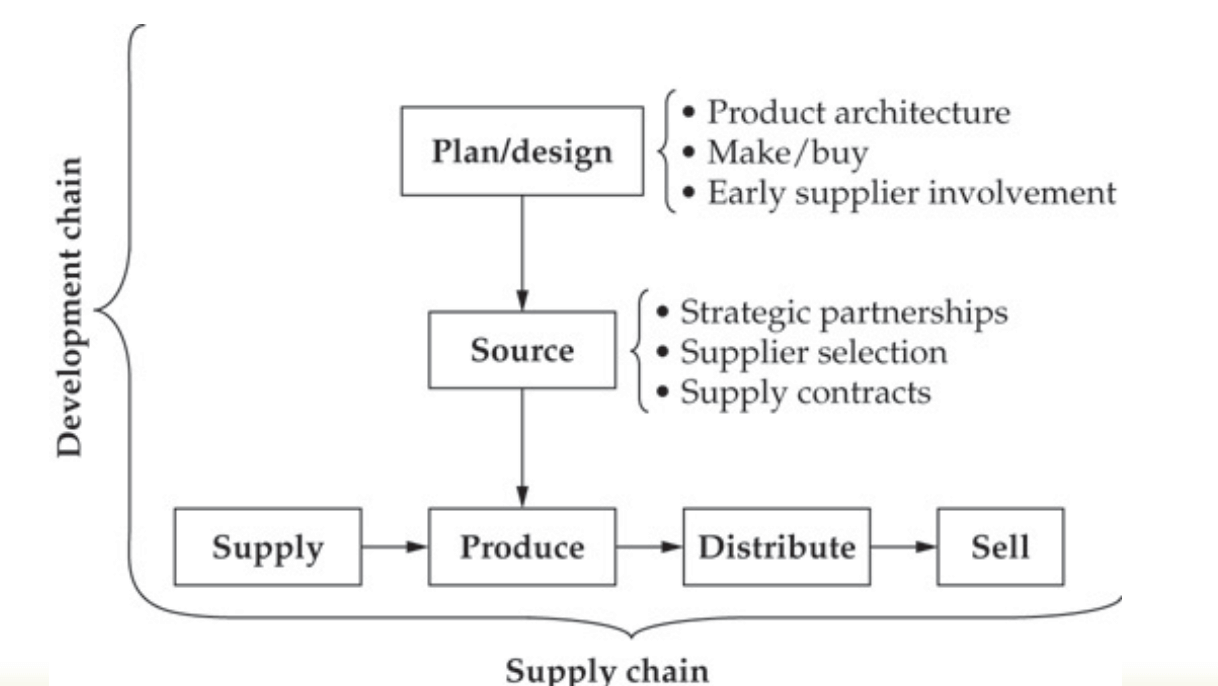 Development chain
Plan/design
• Product architecture
• Make/buy
• Early supplier involvement
Source
• Strategic partnerships
• Supplier selection
• Supply contracts
Supply
Produce
Distribute
Sell
Supply chain